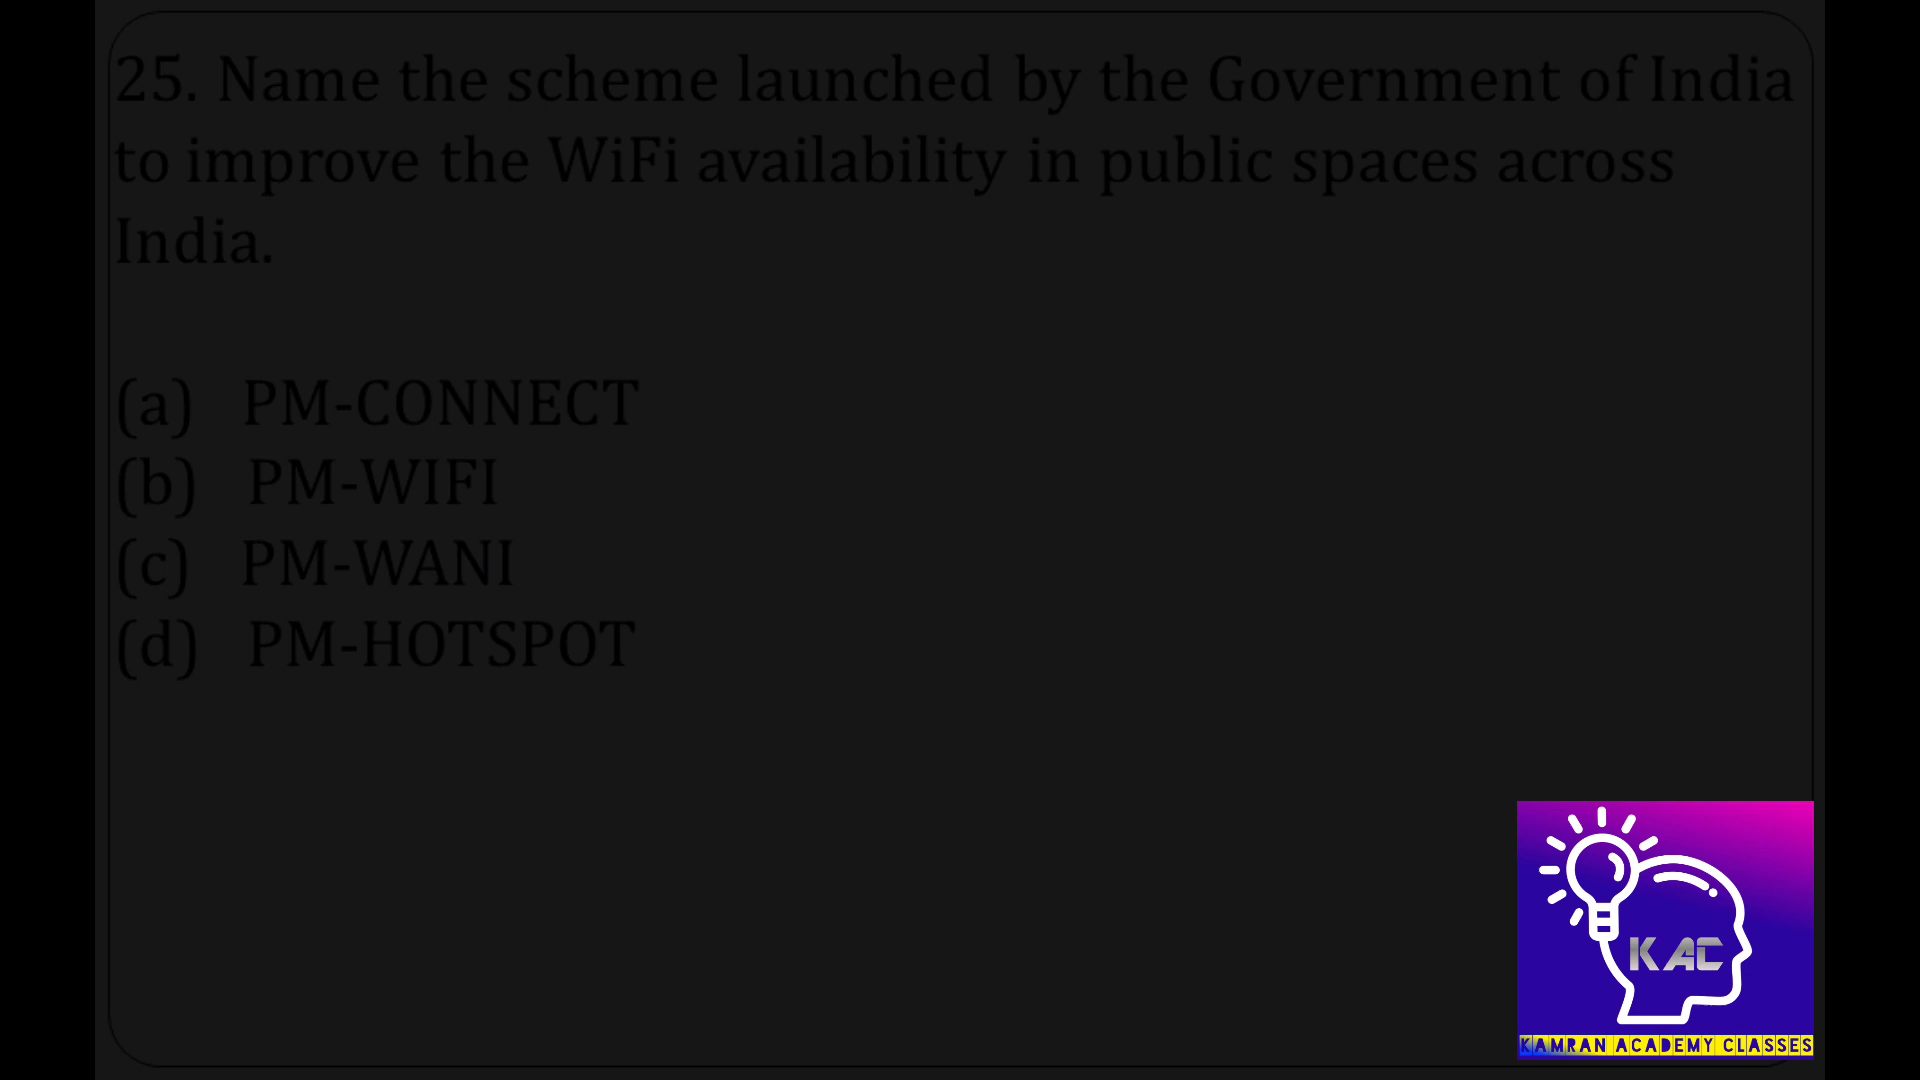 25. Name the scheme launched by the Government of India
to improve the WiFi availability in public spaces across
India.
(a) PM-CONNECT
(b) PM-WIFI
(c) PM-WANI
(d) PM-HOTSPOT
KAC
KAMRAN ACADEMY CLASSES